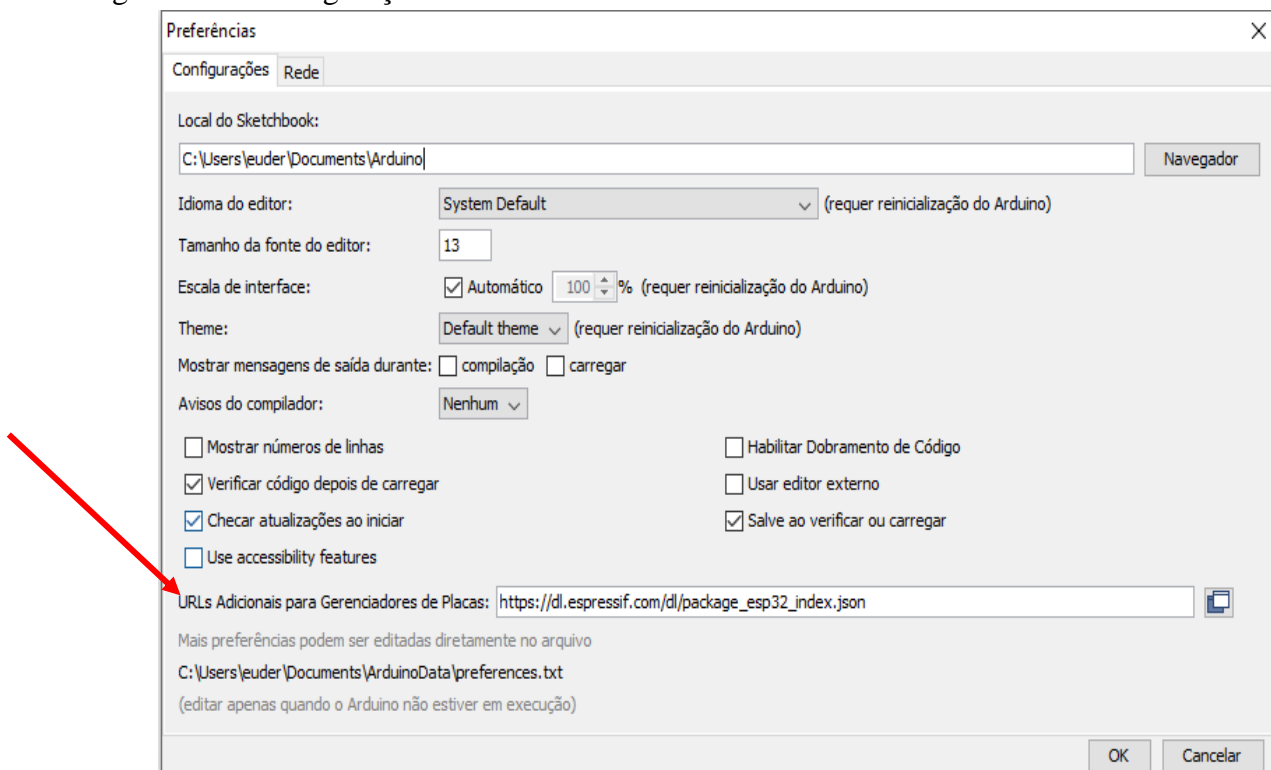 Preferências
Configurações Rede
Local do Sketchbook:
C:\Users\euder\Documents\Arduino Navegador
Idioma do editor: System Default (requer reinicialização do Arduino)
Tamanho da fonte do editor: 13
Escala de interface: Automático 100 % (requer reinicialização do Arduino)
Theme: Default theme (requer reinicialização do Arduino)
Mostrar mensagens de saída durante: compilação carregar
Avisos do compilador: Nenhum
Mostrar números de linhas Habilitar Dobramento de Código
Verificar código depois de carregar Usar editor externo
Checar atualizações ao iniciar Salve ao verificar ou carregar
Use accessibility features
URLs Adicionais para Gerenciadores de Placas: https://dl.espressif.com/dl/package_esp32_index.json
Mais preferências podem ser editadas diretamente no arquivo
C:\Users\euder\Documents\ArduinoData\preferences.txt
(editar apenas quando o Arduino não estiver em execução)
OK Cancelar